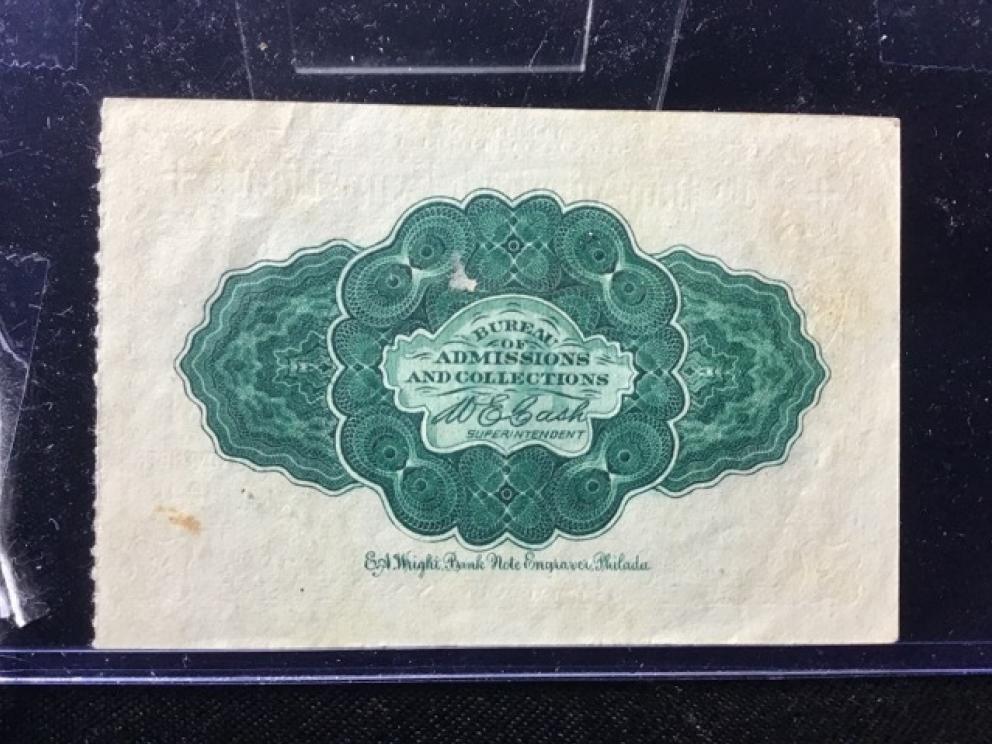 BUREAU
OF
ADMISSIONS
AND COLLECTIONS
W E Cash
SUPERINTENDENT
E.A. Wright, Bank Note Engraver, Philada